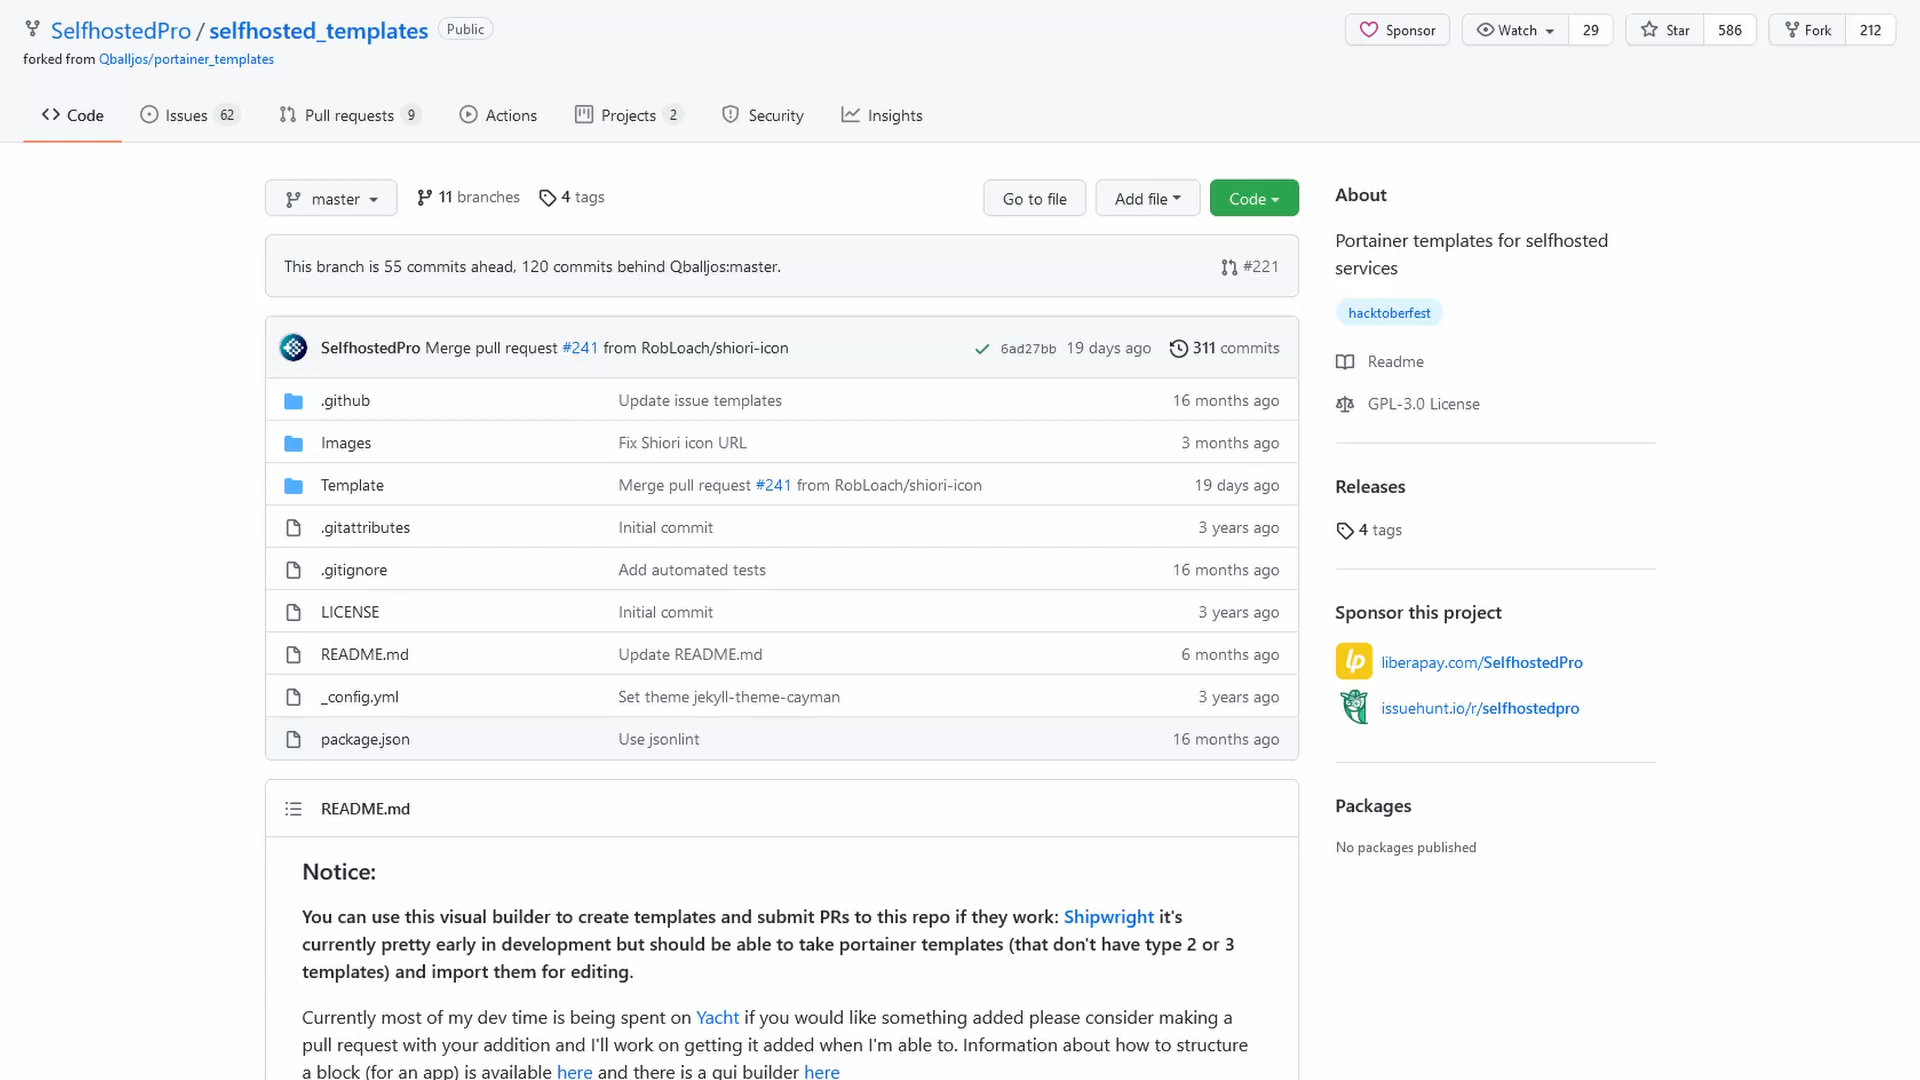 SelfhostedPro / selfhosted_templates Public
Sponsor Watch 29 Star 586 Fork 212
forked from Qballjos/portainer_templates
Code Issues 62 Pull requests 9 Actions Projects 2 Security Insights
master 11 branches 4 tags Go to file Add file Code
This branch is 55 commits ahead, 120 commits behind Qballjos:master. #221
SelfhostedPro Merge pull request #241 from RobLoach/shiori-icon 6ad27bb 19 days ago 311 commits
.github Update issue templates 16 months ago
Images Fix Shiori icon URL 3 months ago
Template Merge pull request #241 from RobLoach/shiori-icon 19 days ago
.gitattributes Initial commit 3 years ago
.gitignore Add automated tests 16 months ago
LICENSE Initial commit 3 years ago
README.md Update README.md 6 months ago
_config.yml Set theme jekyll-theme-cayman 3 years ago
package.json Use jsonlint 16 months ago
README.md
Notice:
You can use this visual builder to create templates and submit PRs to this repo if they work: Shipwright it's
currently pretty early in development but should be able to take portainer templates (that don't have type 2 or 3
templates) and import them for editing.
Currently most of my dev time is being spent on Yacht if you would like something added please consider making a
pull request with your addition and I'll work on getting it added when I'm able to. Information about how to structure
a block (for an app) is available here and there is a gui builder here
About
Portainer templates for selfhosted
services
hacktoberfest
Readme
GPL-3.0 License
Releases
4 tags
Sponsor this project
lp liberapay.com/SelfhostedPro
issuehunt.io/r/selfhostedpro
Packages
No packages published